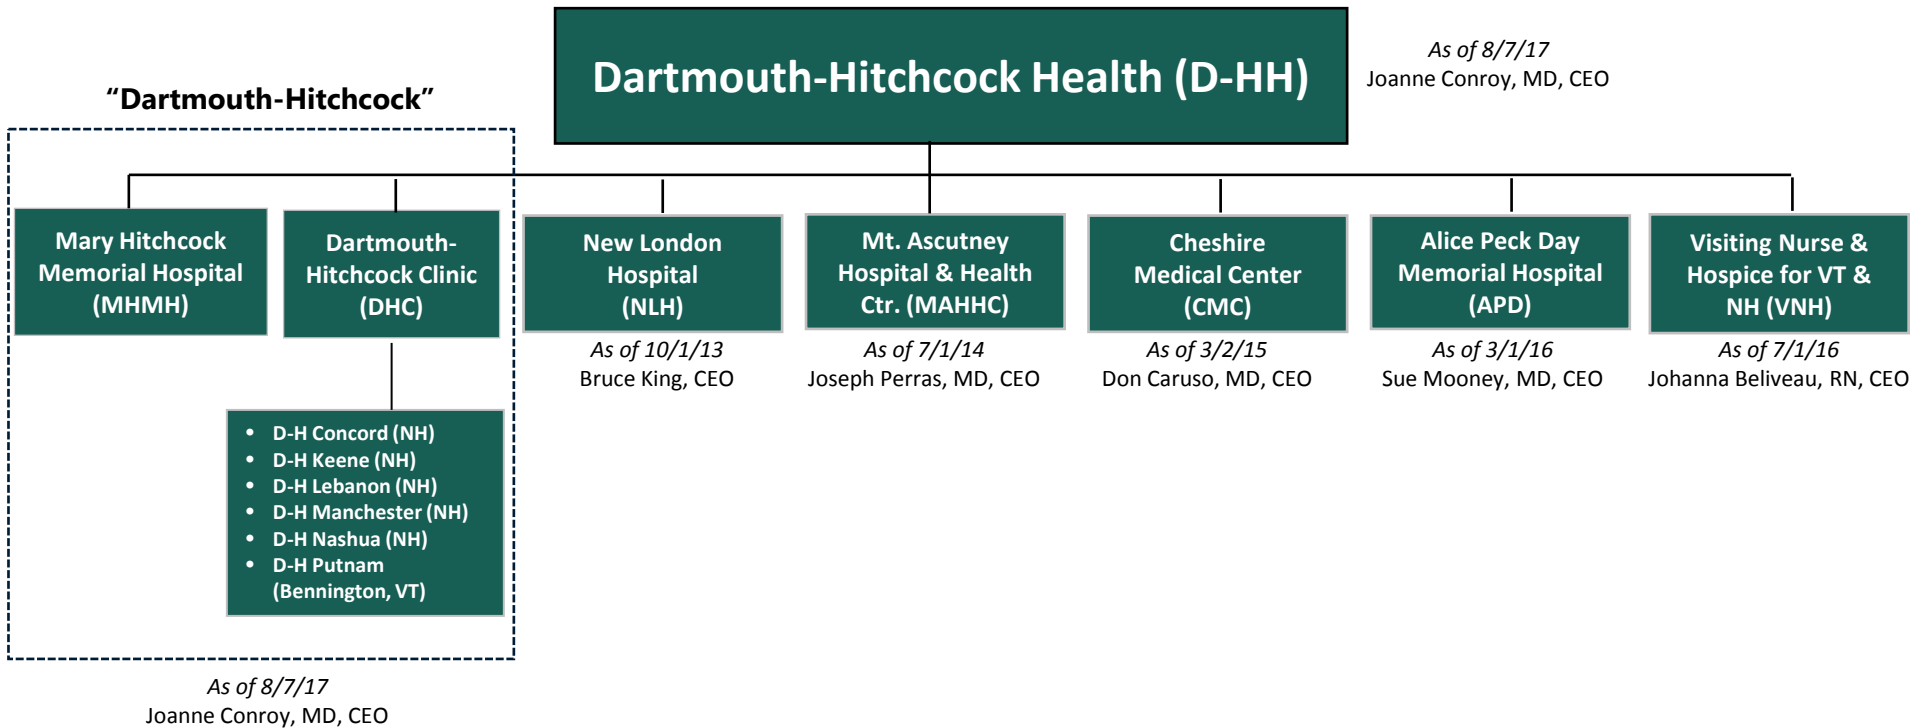 Dartmouth-Hitchcock Health (D-HH)
As of 8/7/17
Joanne Conroy, MD, CEO
“Dartmouth-Hitchcock”
Mary Hitchcock
Memorial Hospital
(MHMH)
Dartmouth-
Hitchcock Clinic
(DHC)
New London
Hospital
(NLH)
Mt. Ascutney
Hospital & Health
Ctr. (MAHHC)
Cheshire
Medical Center
(CMC)
Alice Peck Day
Memorial Hospital
(APD)
Visiting Nurse &
Hospice for VT &
NH (VNH)
As of 10/1/13
Bruce King, CEO
As of 7/1/14
Joseph Perras, MD, CEO
As of 3/2/15
Don Caruso, MD, CEO
As of 3/1/16
Sue Mooney, MD, CEO
As of 7/1/16
Johanna Beliveau, RN, CEO
• D-H Concord (NH)
• D-H Keene (NH)
• D-H Lebanon (NH)
• D-H Manchester (NH)
• D-H Nashua (NH)
• D-H Putnam
(Bennington, VT)
As of 8/7/17
Joanne Conroy, MD, CEO